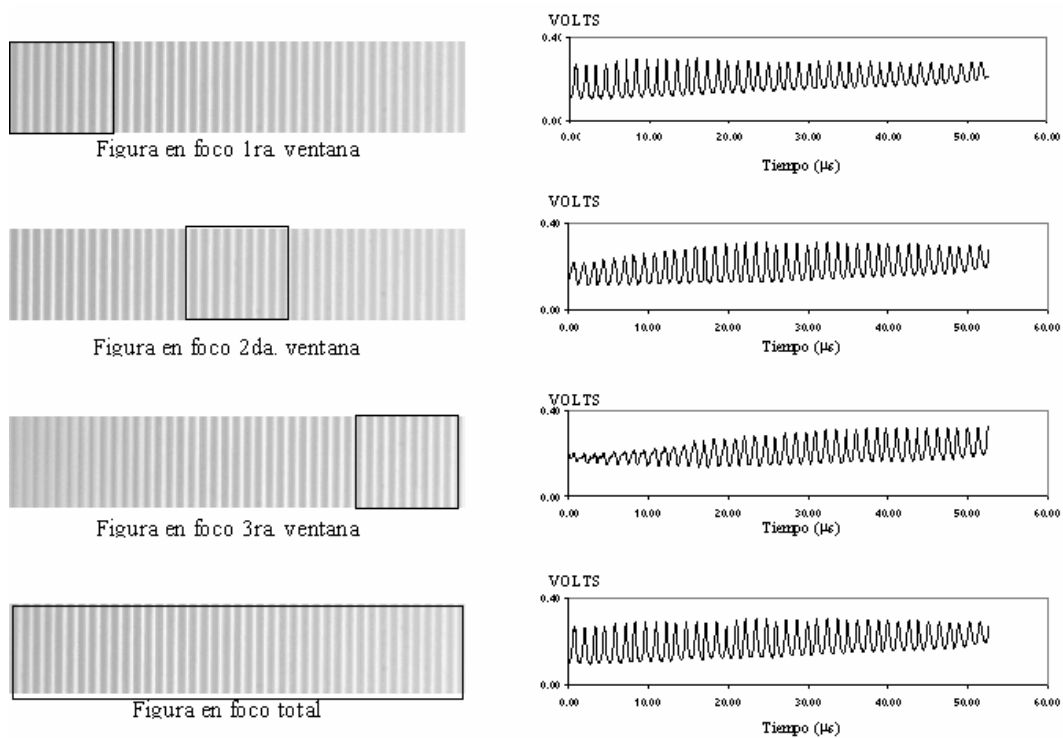 VOLTS
0.40
0.00
0.00 10.00 20.00 30.00 40.00 50.00 60.00
Tiempo (µs)
Figura en foco 1ra. ventana
VOLTS
0.40
0.00
0.00 10.00 20.00 30.00 40.00 50.00 60.00
Tiempo (µs)
Figura en foco 2da. ventana
VOLTS
0.40
0.00
0.00 10.00 20.00 30.00 40.00 50.00 60.00
Tiempo (µs)
Figura en foco 3ra. ventana
VOLTS
0.40
0.00
0.00 10.00 20.00 30.00 40.00 50.00 60.00
Tiempo (µs)
Figura en foco total